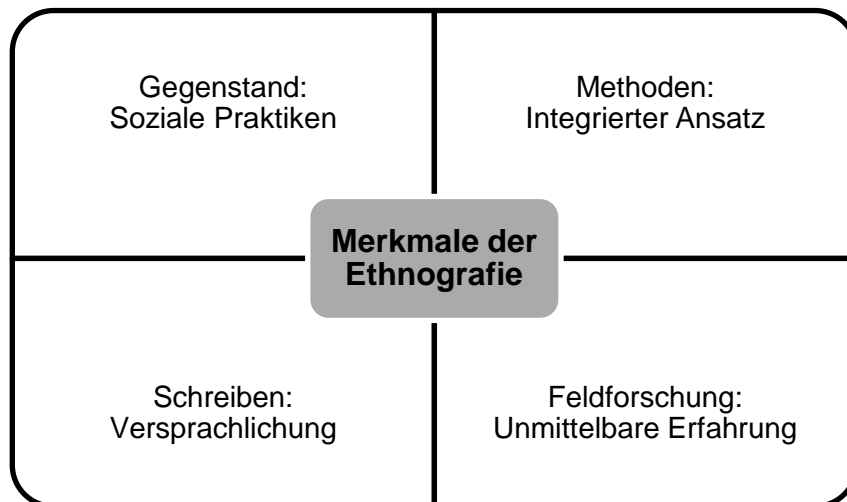 Gegenstand:
Soziale Praktiken
Methoden:
Integrierter Ansatz
Merkmale der
Ethnografie
Schreiben:
Versprachlichung
Feldforschung:
Unmittelbare Erfahrung